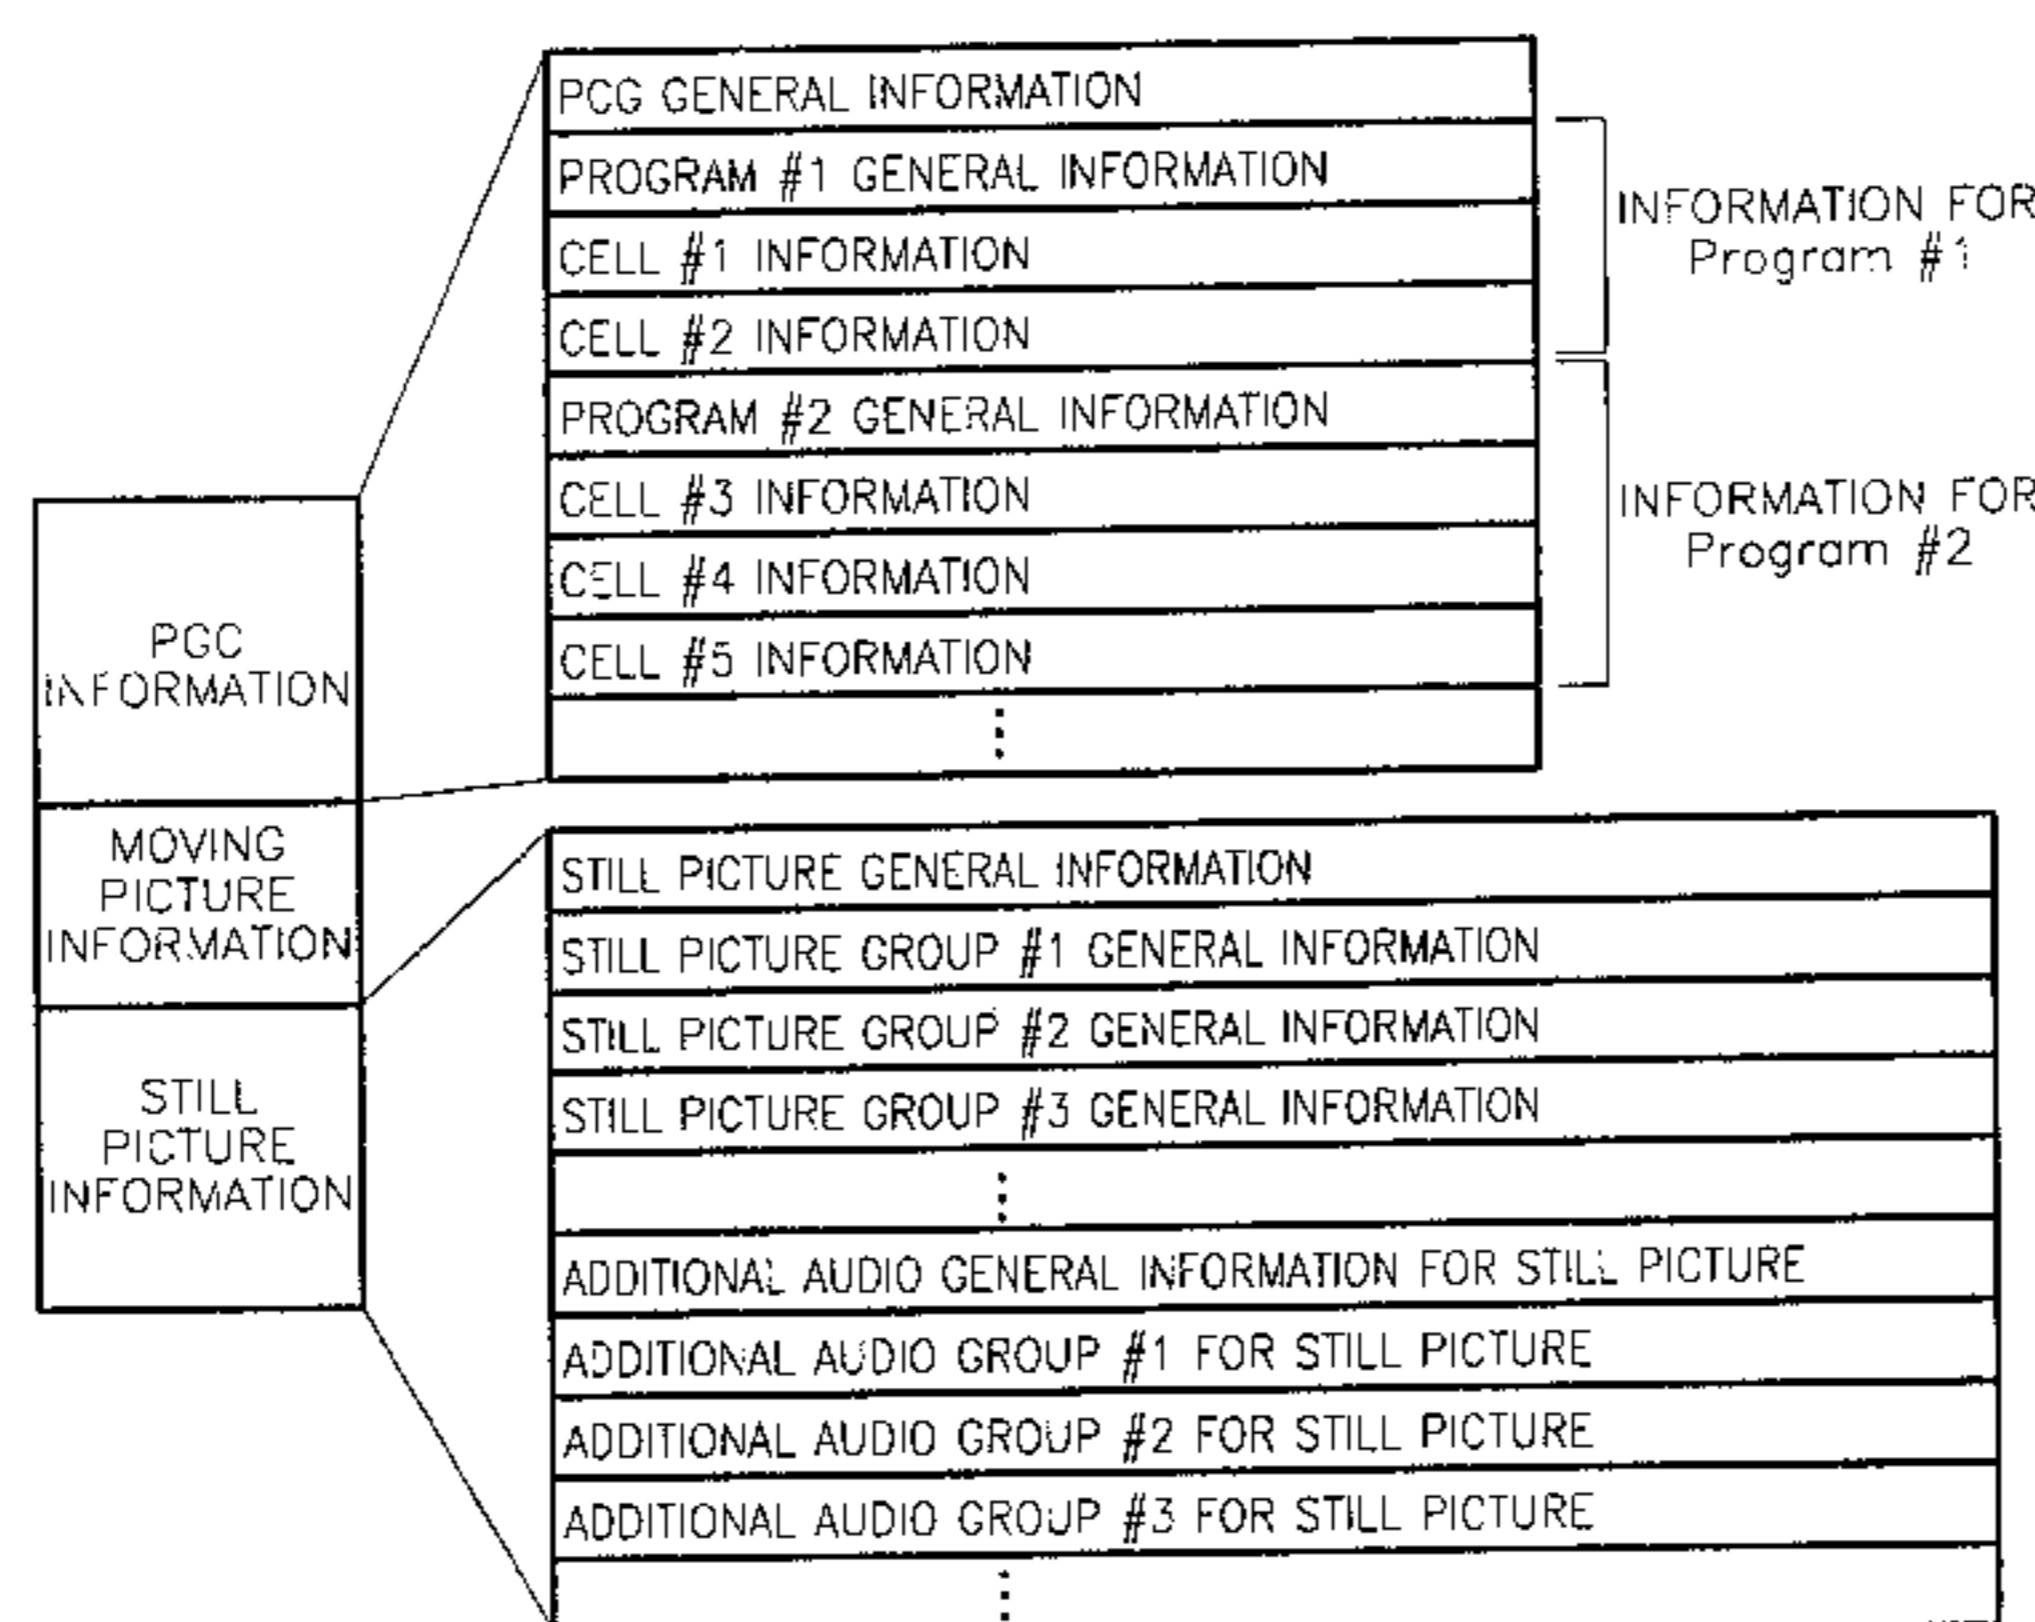 PCG GENERAL INFORMATION
PROGRAM #1 GENERAL INFORMATION
CELL #1 INFORMATION
CELL #2 INFORMATION
PROGRAM #2 GENERAL INFORMATION
CELL #3 INFORMATION
CELL #4 INFORMATION
CELL #5 INFORMATION
INFORMATION FOR
Program #1
INFORMATION FOR
Program #2
PGC
INFORMATION
MOVING
PICTURE
INFORMATION
STILL
PICTURE
INFORMATION
STILL PICTURE GENERAL INFORMATION
STILL PICTURE GROUP #1 GENERAL INFORMATION
STILL PICTURE GROUP #2 GENERAL INFORMATION
STILL PICTURE GROUP #3 GENERAL INFORMATION
ADDITIONAL AUDIO GENERAL INFORMATION FOR STILL PICTURE
ADDITIONAL AUDIO GROUP #1 FOR STILL PICTURE
ADDITIONAL AUDIO GROUP #2 FOR STILL PICTURE
ADDITIONAL AUDIO GROUP #3 FOR STILL PICTURE